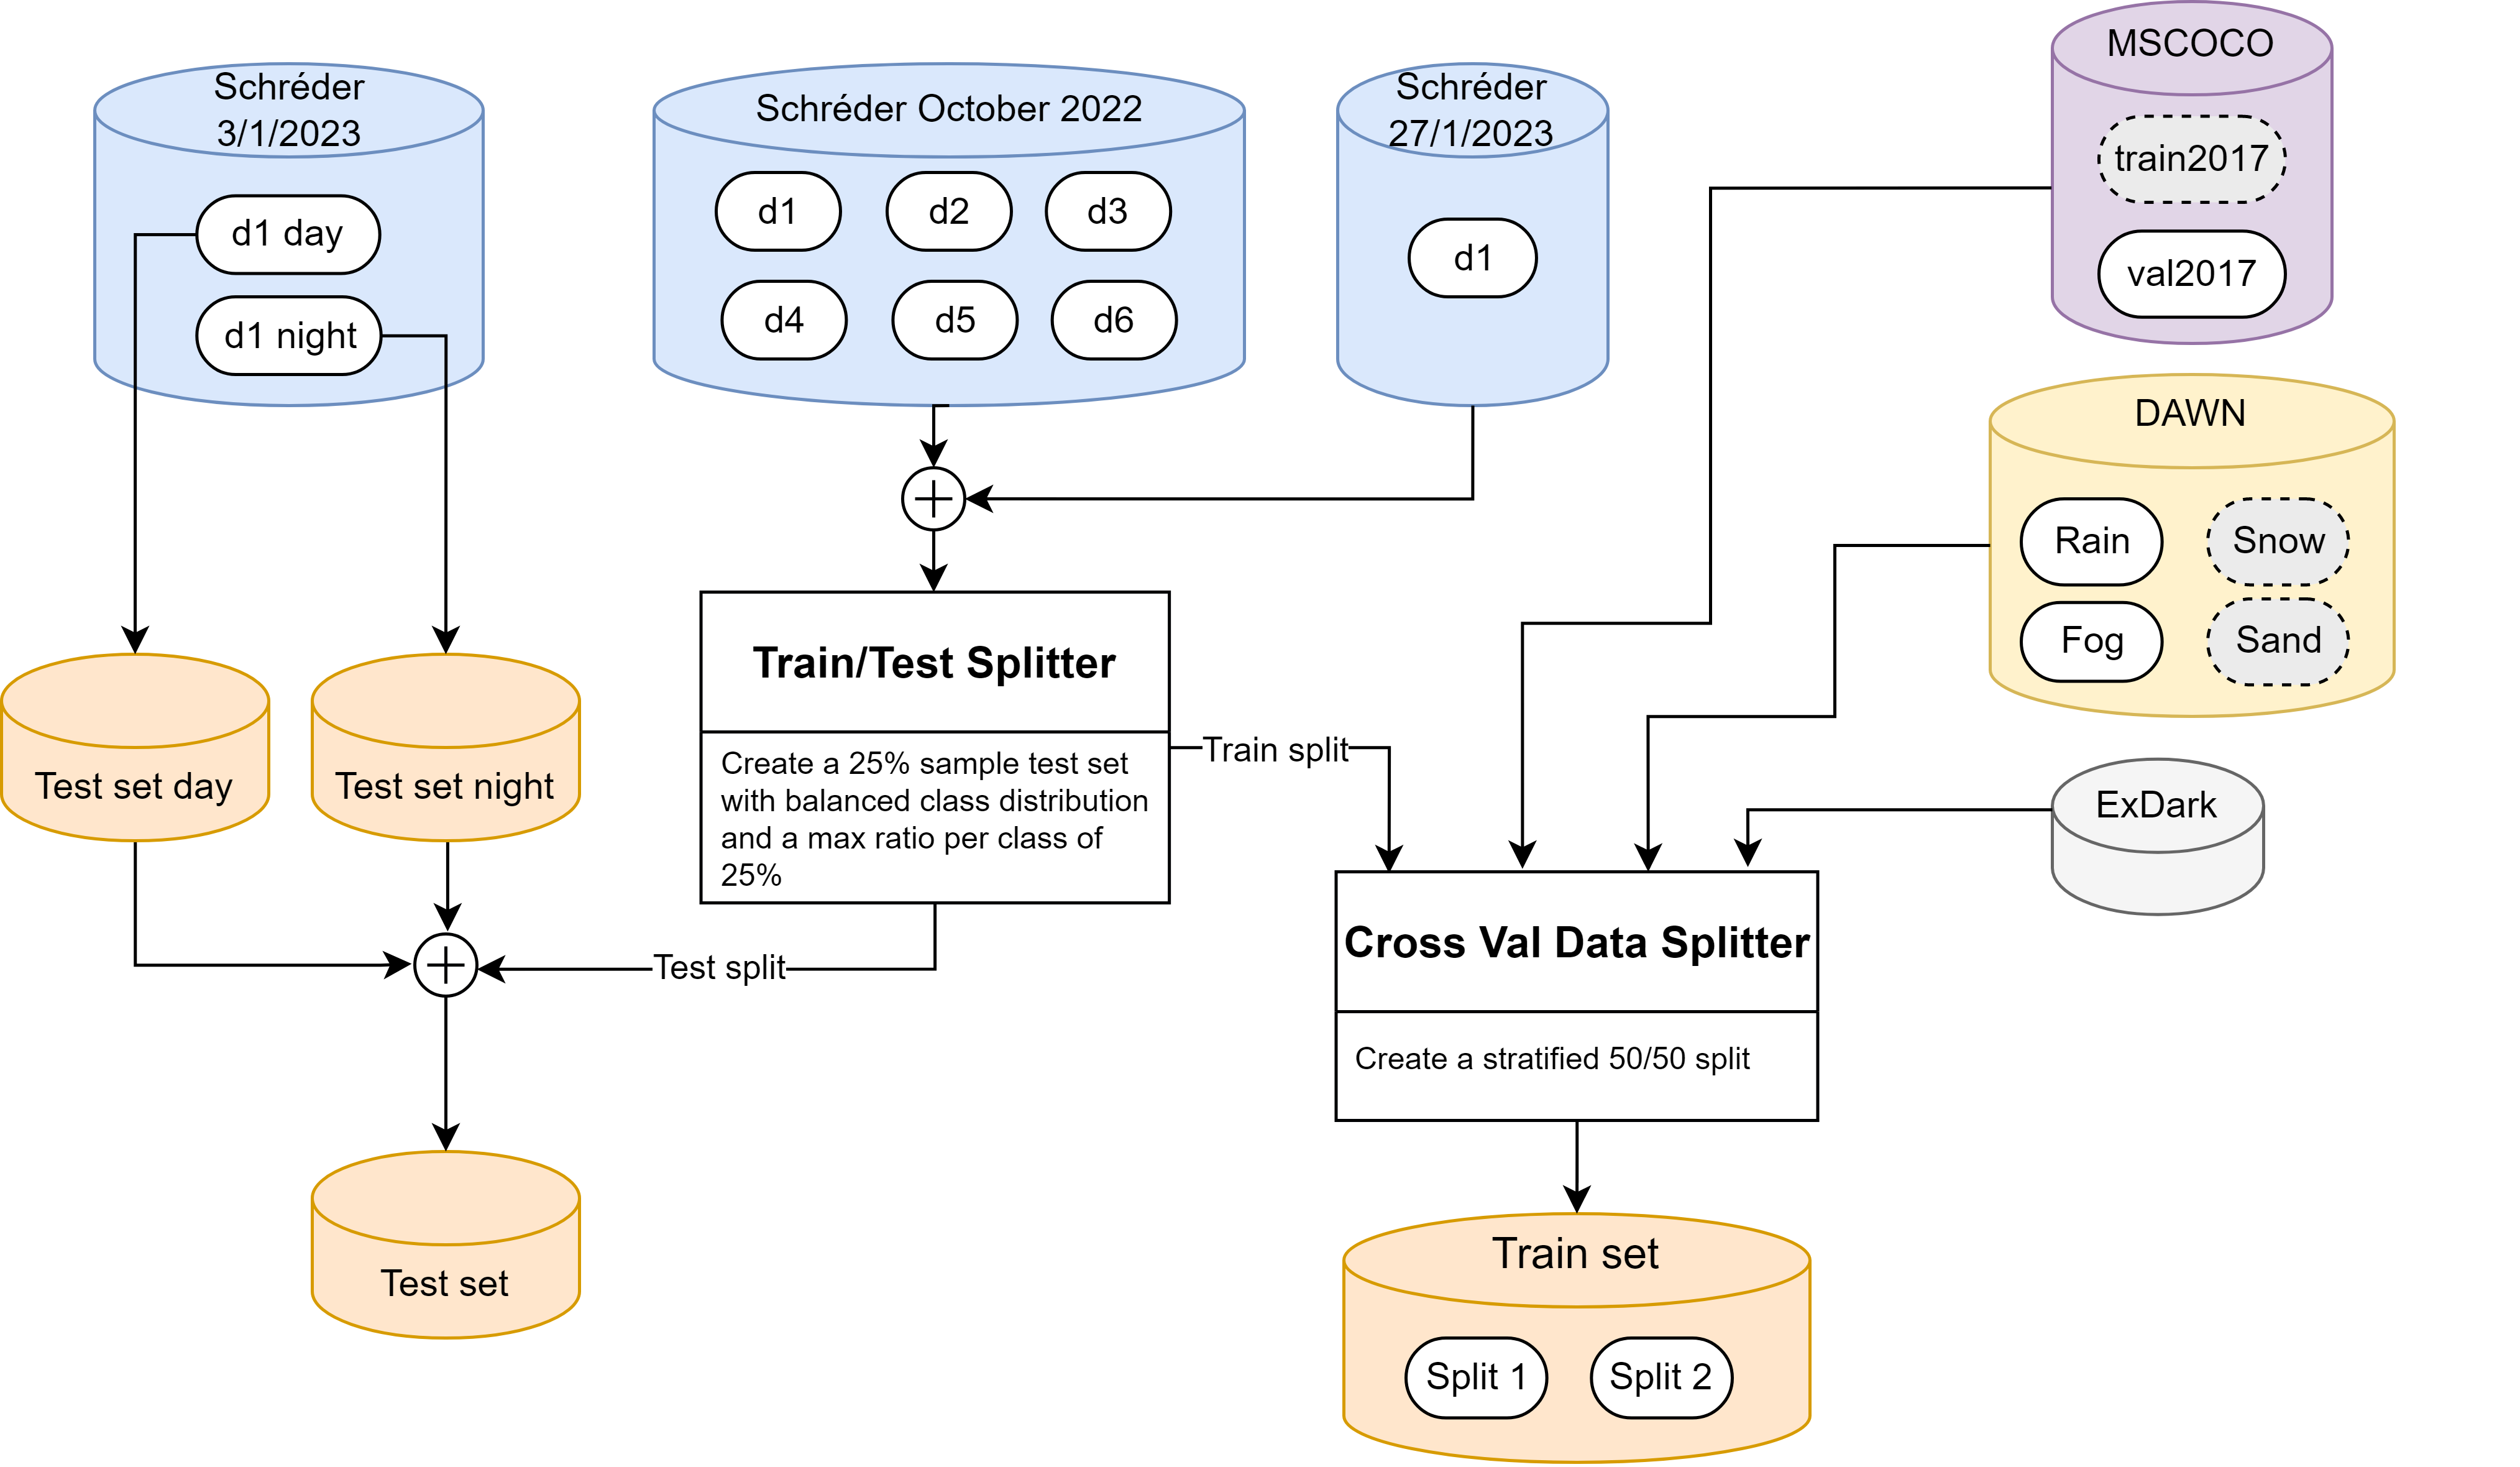 Schréder
3/1/2023
d1 day
d1 night
Schréder October 2022
d1
d2
d3
d4
d5
d6
Schréder
27/1/2023
d1
MSCOCO
train2017
val2017
DAWN
Rain
Snow
Fog
Sand
ExDark
Test set day
Test set night
Train/Test Splitter
Create a 25% sample test set
with balanced class distribution
and a max ratio per class of
25%
Train split
Test split
Cross Val Data Splitter
Create a stratified 50/50 split
Test set
Train set
Split 1
Split 2